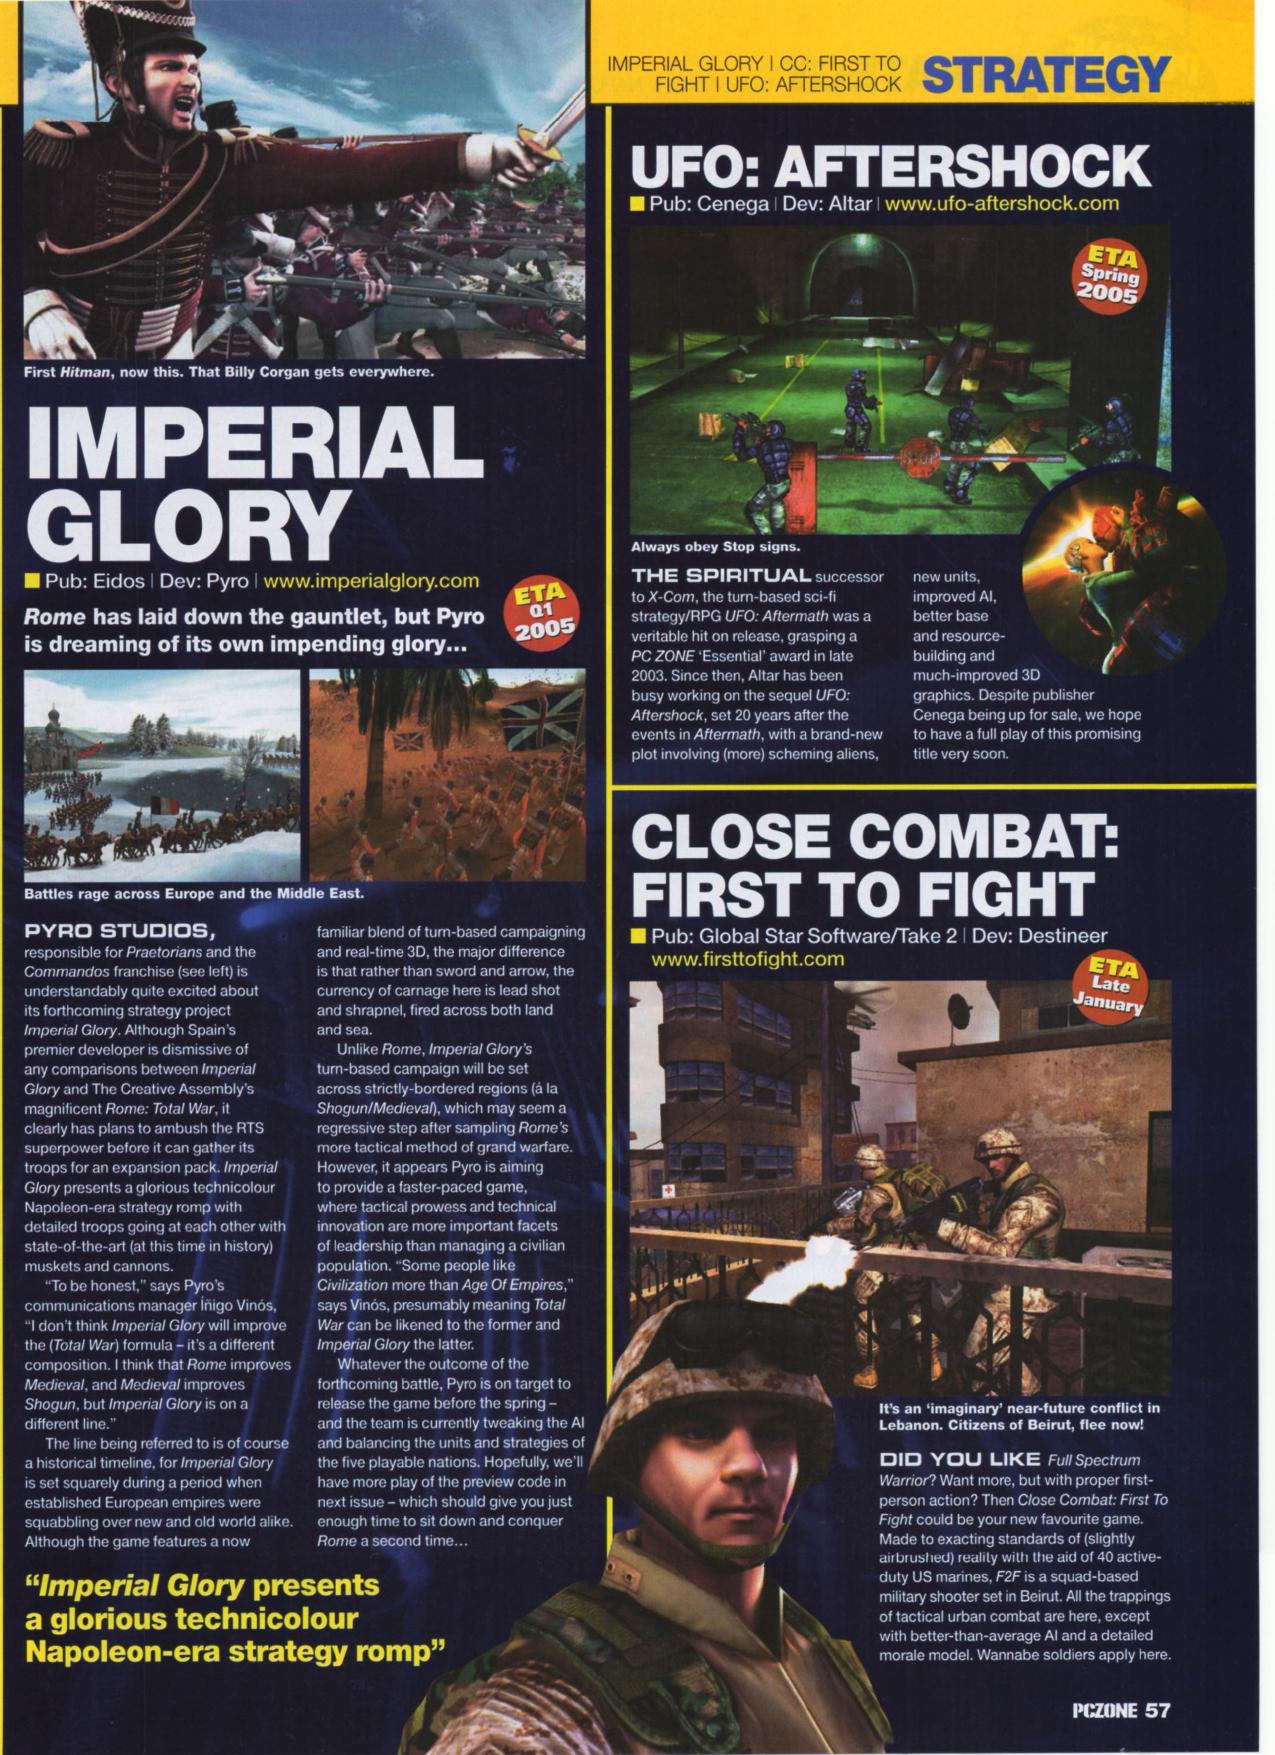 IMPERIAL GLORY | CC: FIRST TO
FIGHT | UFO: AFTERSHOCK
STRATEGY
First Hitman, now this. That Billy Corgan gets everywhere.
IMPERIAL
GLORY
Pub: Eidos | Dev: Pyro | www.imperialglory.com
ETA
Q1
2005
Rome has laid down the gauntlet, but Pyro
is dreaming of its own impending glory...
Battles rage across Europe and the Middle East.
PYRO STUDIOS,
responsible for Praetorians and the
Commandos franchise (see left) is
understandably quite excited about
its forthcoming strategy project
Imperial Glory. Although Spain's
premier developer is dismissive of
any comparisons between Imperial
Glory and The Creative Assembly's
magnificent Rome: Total War, it
clearly has plans to ambush the RTS
superpower before it can gather its
troops for an expansion pack. Imperial
Glory presents a glorious technicolour
Napoleon-era strategy romp with
detailed troops going at each other with
state-of-the-art (at this time in history)
muskets and cannons.
"To be honest," says Pyro's
communications manager Íñigo Vinós,
"I don't think Imperial Glory will improve
the (Total War) formula – it's a different
composition. I think that Rome improves
Medieval, and Medieval improves
Shogun, but Imperial Glory is on a
different line."
The line being referred to is of course
a historical timeline, for Imperial Glory
is set squarely during a period when
established European empires were
squabbling over new and old world alike.
Although the game features a now
familiar blend of turn-based campaigning
and real-time 3D, the major difference
is that rather than sword and arrow, the
currency of carnage here is lead shot
and shrapnel, fired across both land
and sea.
Unlike Rome, Imperial Glory's
turn-based campaign will be set
across strictly-bordered regions (á la
Shogun/Medieval), which may seem a
regressive step after sampling Rome's
more tactical method of grand warfare.
However, it appears Pyro is aiming
to provide a faster-paced game,
where tactical prowess and technical
innovation are more important facets
of leadership than managing a civilian
population. "Some people like
Civilization more than Age Of Empires,"
says Vinós, presumably meaning Total
War can be likened to the former and
Imperial Glory the latter.
Whatever the outcome of the
forthcoming battle, Pyro is on target to
release the game before the spring –
and the team is currently tweaking the AI
and balancing the units and strategies of
the five playable nations. Hopefully, we'll
have more play of the preview code in
next issue – which should give you just
enough time to sit down and conquer
Rome a second time...
"Imperial Glory presents
a glorious technicolour
Napoleon-era strategy romp"
UFO: AFTERSHOCK
Pub: Cenega | Dev: Altar | www.ufo-aftershock.com
ETA
Spring
2005
STOP
Always obey Stop signs.
THE SPIRITUAL successor
to X-Com, the turn-based sci-fi
strategy/RPG UFO: Aftermath was a
veritable hit on release, grasping a
PC ZONE 'Essential' award in late
2003. Since then, Altar has been
busy working on the sequel UFO:
Aftershock, set 20 years after the
events in Aftermath, with a brand-new
plot involving (more) scheming aliens,
new units,
improved AI,
better base
and resource-
building and
much-improved 3D
graphics. Despite publisher
Cenega being up for sale, we hope
to have a full play of this promising
title very soon.
CLOSE COMBAT:
FIRST TO FIGHT
Pub: Global Star Software/Take 2 | Dev: Destineer
www.firsttofight.com
ETA
Late
January
It's an 'imaginary' near-future conflict in
Lebanon. Citizens of Beirut, flee now!
DID YOU LIKE Full Spectrum
Warrior? Want more, but with proper first-
person action? Then Close Combat: First To
Fight could be your new favourite game.
Made to exacting standards of (slightly
airbrushed) reality with the aid of 40 active-
duty US marines, F2F is a squad-based
military shooter set in Beirut. All the trappings
of tactical urban combat are here, except
with better-than-average AI and a detailed
morale model. Wannabe soldiers apply here.
PCZONE 57